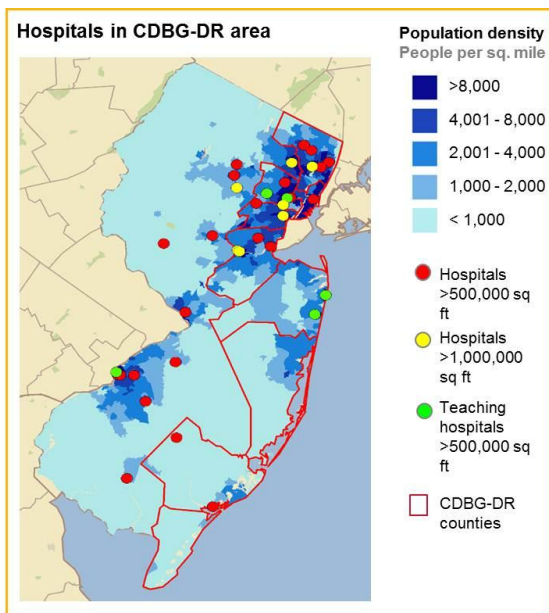 Hospitals in CDBG-DR area
Population density
People per sq. mile
>8,000
4,001 - 8,000
2,001 - 4,000
1,000 - 2,000
< 1,000
Hospitals
>500,000 sq
ft
Hospitals
>1,000,000
sq ft
Teaching
hospitals
>500,000 sq
ft
CDBG-DR
counties